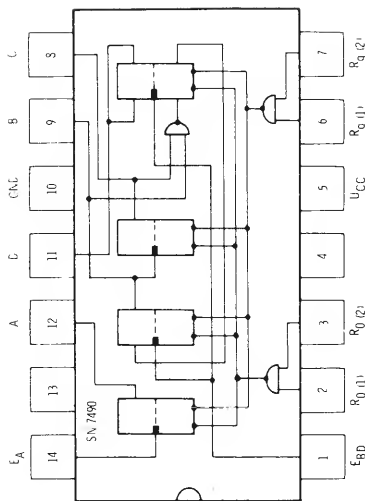 E_A A D GND B C
14 13 12 11 10 9 8
SN 7490
1 2 3 4 5 6 7
E_BD R_0(1) R_0(2) U_CC R_9(1) R_9(2)